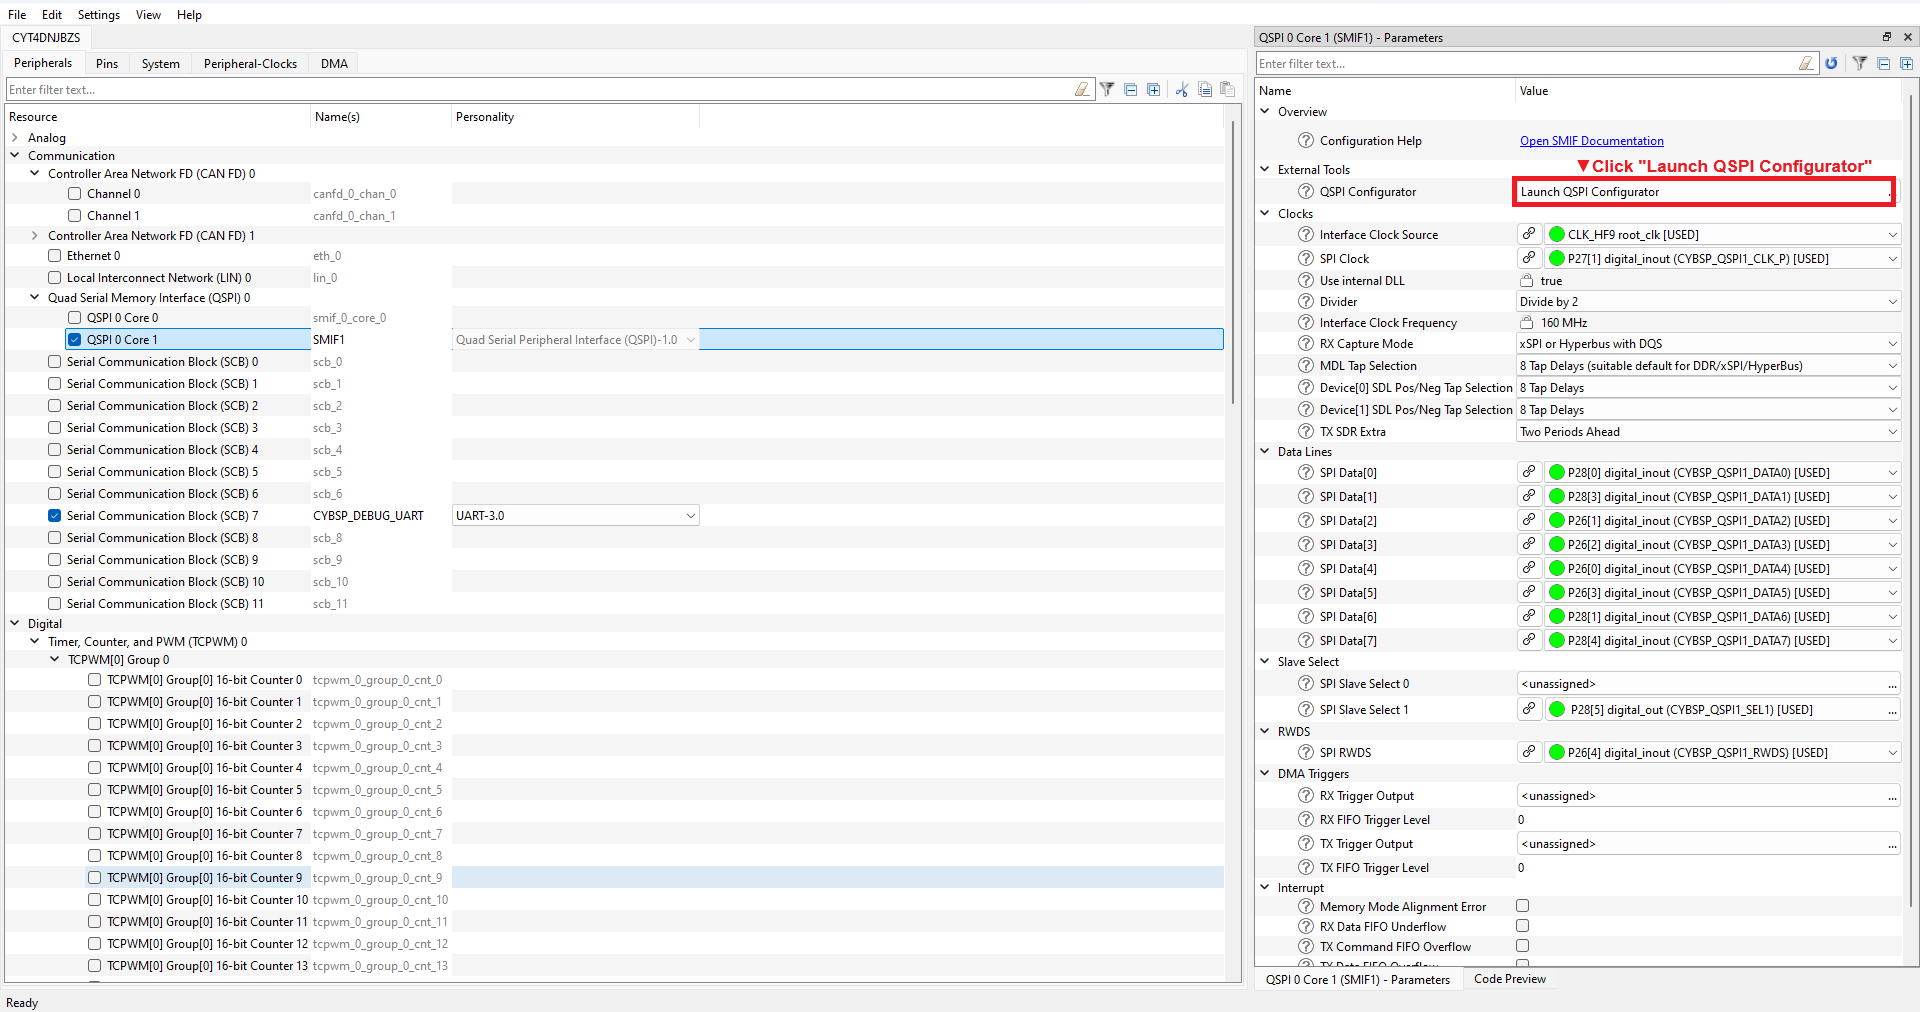 File Edit Settings View Help
CYT4DNJBZS
Peripherals Pins System Peripheral-Clocks DMA
Enter filter text...
Resource Name(s) Personality
Analog
Communication
Controller Area Network FD (CAN FD) 0
Channel 0 canfd_0_chan_0
Channel 1 canfd_0_chan_1
Controller Area Network FD (CAN FD) 1
Ethernet 0 eth_0
Local Interconnect Network (LIN) 0 lin_0
Quad Serial Memory Interface (QSPI) 0
QSPI 0 Core 0 smif_0_core_0
QSPI 0 Core 1 SMIF1 Quad Serial Peripheral Interface (QSPI)-1.0
Serial Communication Block (SCB) 0 scb_0
Serial Communication Block (SCB) 1 scb_1
Serial Communication Block (SCB) 2 scb_2
Serial Communication Block (SCB) 3 scb_3
Serial Communication Block (SCB) 4 scb_4
Serial Communication Block (SCB) 5 scb_5
Serial Communication Block (SCB) 6 scb_6
Serial Communication Block (SCB) 7 CYBSP_DEBUG_UART UART-3.0
Serial Communication Block (SCB) 8 scb_8
Serial Communication Block (SCB) 9 scb_9
Serial Communication Block (SCB) 10 scb_10
Serial Communication Block (SCB) 11 scb_11
Digital
Timer, Counter, and PWM (TCPWM) 0
TCPWM[0] Group 0
TCPWM[0] Group[0] 16-bit Counter 0 tcpwm_0_group_0_cnt_0
TCPWM[0] Group[0] 16-bit Counter 1 tcpwm_0_group_0_cnt_1
TCPWM[0] Group[0] 16-bit Counter 2 tcpwm_0_group_0_cnt_2
TCPWM[0] Group[0] 16-bit Counter 3 tcpwm_0_group_0_cnt_3
TCPWM[0] Group[0] 16-bit Counter 4 tcpwm_0_group_0_cnt_4
TCPWM[0] Group[0] 16-bit Counter 5 tcpwm_0_group_0_cnt_5
TCPWM[0] Group[0] 16-bit Counter 6 tcpwm_0_group_0_cnt_6
TCPWM[0] Group[0] 16-bit Counter 7 tcpwm_0_group_0_cnt_7
TCPWM[0] Group[0] 16-bit Counter 8 tcpwm_0_group_0_cnt_8
TCPWM[0] Group[0] 16-bit Counter 9 tcpwm_0_group_0_cnt_9
TCPWM[0] Group[0] 16-bit Counter 10 tcpwm_0_group_0_cnt_10
TCPWM[0] Group[0] 16-bit Counter 11 tcpwm_0_group_0_cnt_11
TCPWM[0] Group[0] 16-bit Counter 12 tcpwm_0_group_0_cnt_12
TCPWM[0] Group[0] 16-bit Counter 13 tcpwm_0_group_0_cnt_13
Ready
QSPI 0 Core 1 (SMIF1) - Parameters
Enter filter text...
Name Value
Overview
Configuration Help Open SMIF Documentation
External Tools ▼Click "Launch QSPI Configurator"
QSPI Configurator Launch QSPI Configurator
Clocks
Interface Clock Source CLK_HF9 root_clk [USED]
SPI Clock P27[1] digital_inout (CYBSP_QSPI1_CLK_P) [USED]
Use internal DLL true
Divider Divide by 2
Interface Clock Frequency 160 MHz
RX Capture Mode xSPI or Hyperbus with DQS
MDL Tap Selection 8 Tap Delays (suitable default for DDR/xSPI/HyperBus)
Device[0] SDL Pos/Neg Tap Selection 8 Tap Delays
Device[1] SDL Pos/Neg Tap Selection 8 Tap Delays
TX SDR Extra Two Periods Ahead
Data Lines
SPI Data[0] P28[0] digital_inout (CYBSP_QSPI1_DATA0) [USED]
SPI Data[1] P28[3] digital_inout (CYBSP_QSPI1_DATA1) [USED]
SPI Data[2] P26[1] digital_inout (CYBSP_QSPI1_DATA2) [USED]
SPI Data[3] P26[2] digital_inout (CYBSP_QSPI1_DATA3) [USED]
SPI Data[4] P26[0] digital_inout (CYBSP_QSPI1_DATA4) [USED]
SPI Data[5] P26[3] digital_inout (CYBSP_QSPI1_DATA5) [USED]
SPI Data[6] P28[1] digital_inout (CYBSP_QSPI1_DATA6) [USED]
SPI Data[7] P28[4] digital_inout (CYBSP_QSPI1_DATA7) [USED]
Slave Select
SPI Slave Select 0 <unassigned> ...
SPI Slave Select 1 P28[5] digital_out (CYBSP_QSPI1_SEL1) [USED] ...
RWDS
SPI RWDS P26[4] digital_inout (CYBSP_QSPI1_RWDS) [USED]
DMA Triggers
RX Trigger Output <unassigned> ...
RX FIFO Trigger Level 0
TX Trigger Output <unassigned> ...
TX FIFO Trigger Level 0
Interrupt
Memory Mode Alignment Error
RX Data FIFO Underflow
TX Command FIFO Overflow
TX Data FIFO Overflow
QSPI 0 Core 1 (SMIF1) - Parameters Code Preview